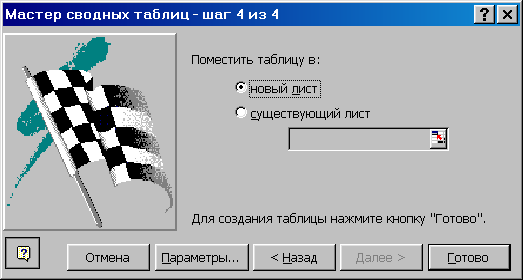 Мастер сводных таблиц - шаг 4 из 4
Поместить таблицу в:
новый лист
существующий лист
Для создания таблицы нажмите кнопку "Готово".
Отмена Параметры... < Назад Далее > Готово